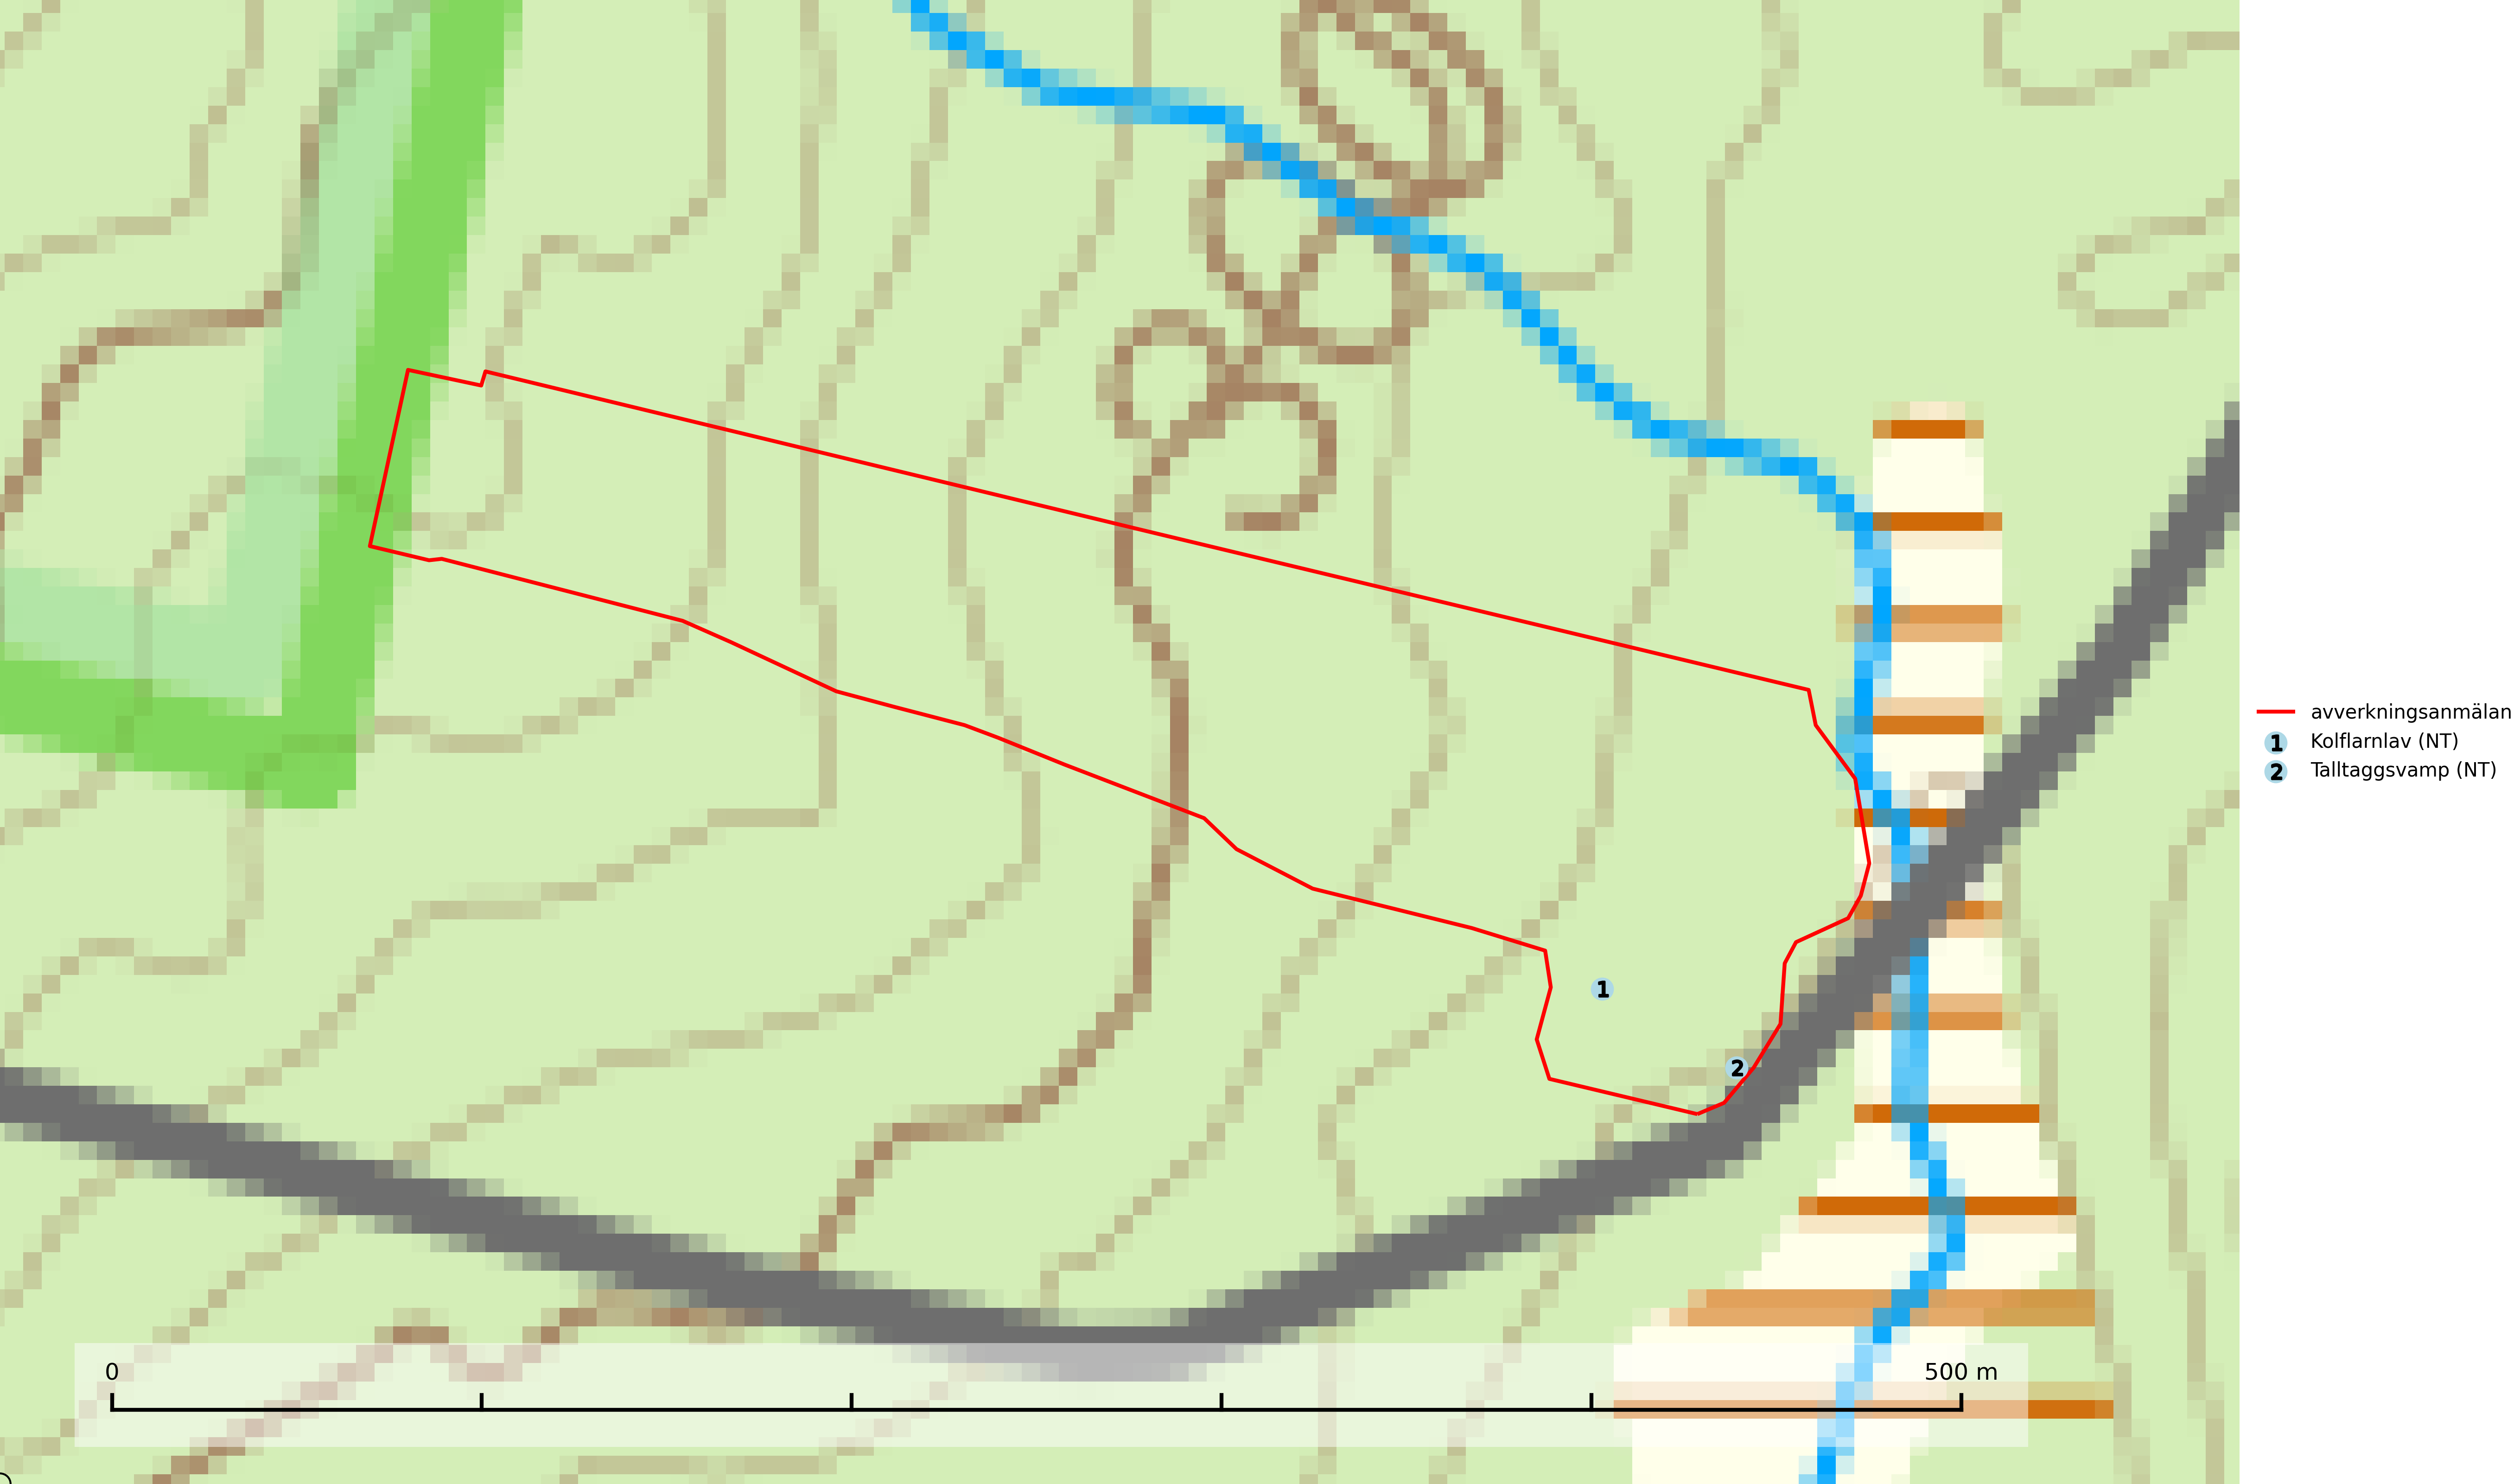 avverkningsanmälan
1 Kolflarnlav (NT)
2 Talltaggsvamp (NT)
1
2
0 500 m